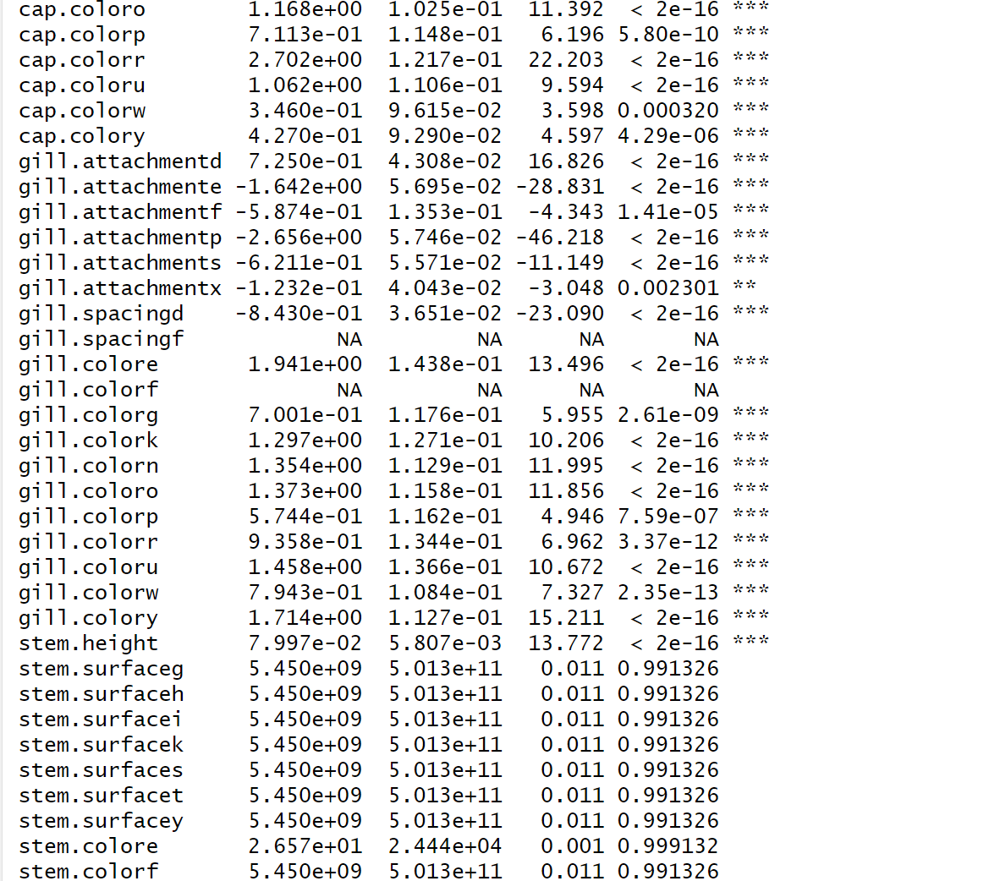 cap.coloro 1.168e+00 1.025e-01 11.392 < 2e-16 ***
cap.colorp 7.113e-01 1.148e-01 6.196 5.80e-10 ***
cap.colorr 2.702e+00 1.217e-01 22.203 < 2e-16 ***
cap.coloru 1.062e+00 1.106e-01 9.594 < 2e-16 ***
cap.colorw 3.460e-01 9.615e-02 3.598 0.000320 ***
cap.colory 4.270e-01 9.290e-02 4.597 4.29e-06 ***
gill.attachmentd 7.250e-01 4.308e-02 16.826 < 2e-16 ***
gill.attachmente -1.642e+00 5.695e-02 -28.831 < 2e-16 ***
gill.attachmentf -5.874e-01 1.353e-01 -4.343 1.41e-05 ***
gill.attachmentp -2.656e+00 5.746e-02 -46.218 < 2e-16 ***
gill.attachments -6.211e-01 5.571e-02 -11.149 < 2e-16 ***
gill.attachmentx -1.232e-01 4.043e-02 -3.048 0.002301 **
gill.spacingd -8.430e-01 3.651e-02 -23.090 < 2e-16 ***
gill.spacingf NA NA NA NA
gill.colore 1.941e+00 1.438e-01 13.496 < 2e-16 ***
gill.colorf NA NA NA NA
gill.colorg 7.001e-01 1.176e-01 5.955 2.61e-09 ***
gill.colork 1.297e+00 1.271e-01 10.206 < 2e-16 ***
gill.colorn 1.354e+00 1.129e-01 11.995 < 2e-16 ***
gill.coloro 1.373e+00 1.158e-01 11.856 < 2e-16 ***
gill.colorp 5.744e-01 1.162e-01 4.946 7.59e-07 ***
gill.colorr 9.358e-01 1.344e-01 6.962 3.37e-12 ***
gill.coloru 1.458e+00 1.366e-01 10.672 < 2e-16 ***
gill.colorw 7.943e-01 1.084e-01 7.327 2.35e-13 ***
gill.colory 1.714e+00 1.127e-01 15.211 < 2e-16 ***
stem.height 7.997e-02 5.807e-03 13.772 < 2e-16 ***
stem.surfaceg 5.450e+09 5.013e+11 0.011 0.991326
stem.surfaceh 5.450e+09 5.013e+11 0.011 0.991326
stem.surfacei 5.450e+09 5.013e+11 0.011 0.991326
stem.surfacek 5.450e+09 5.013e+11 0.011 0.991326
stem.surfaces 5.450e+09 5.013e+11 0.011 0.991326
stem.surfacet 5.450e+09 5.013e+11 0.011 0.991326
stem.surfacey 5.450e+09 5.013e+11 0.011 0.991326
stem.colore 2.657e+01 2.444e+04 0.001 0.999132
stem.colorf 5.450e+09 5.013e+11 0.011 0.991326